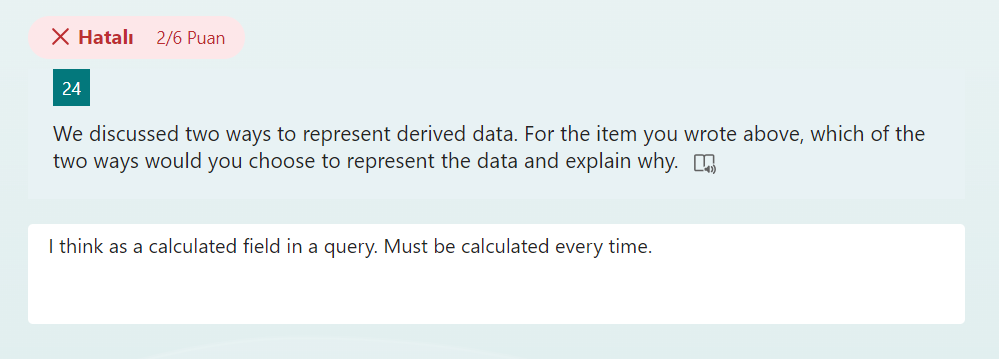 Hatalı 2/6 Puan
24
We discussed two ways to represent derived data. For the item you wrote above, which of the
two ways would you choose to represent the data and explain why.
I think as a calculated field in a query. Must be calculated every time.